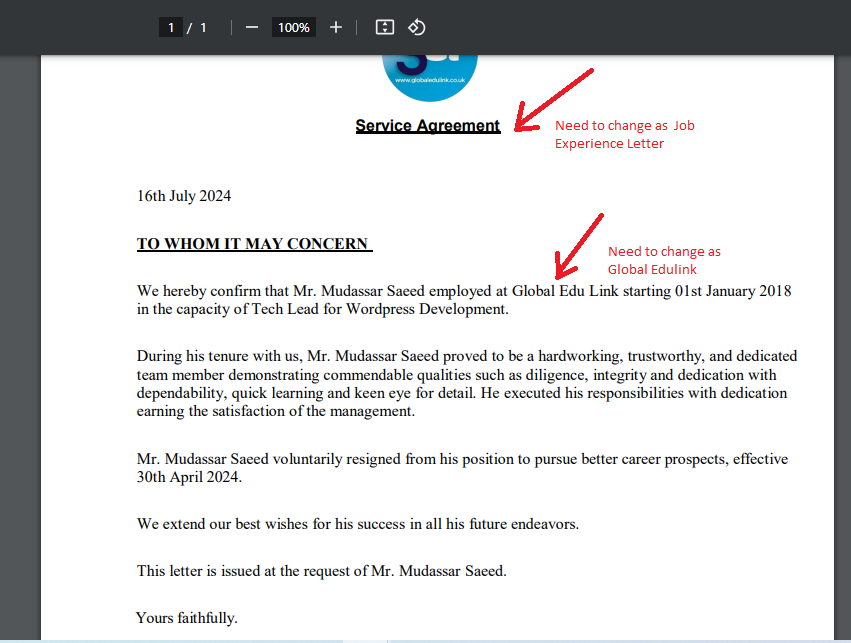 1 / 1
100%
www.globaledulink.co.uk
Service Agreement
Need to change as Job
Experience Letter
16th July 2024
TO WHOM IT MAY CONCERN
Need to change as
Global Edulink
We hereby confirm that Mr. Mudassar Saeed employed at Global Edu Link starting 01st January 2018
in the capacity of Tech Lead for Wordpress Development.
During his tenure with us, Mr. Mudassar Saeed proved to be a hardworking, trustworthy, and dedicated
team member demonstrating commendable qualities such as diligence, integrity and dedication with
dependability, quick learning and keen eye for detail. He executed his responsibilities with dedication
earning the satisfaction of the management.
Mr. Mudassar Saeed voluntarily resigned from his position to pursue better career prospects, effective
30th April 2024.
We extend our best wishes for his success in all his future endeavors.
This letter is issued at the request of Mr. Mudassar Saeed.
Yours faithfully.